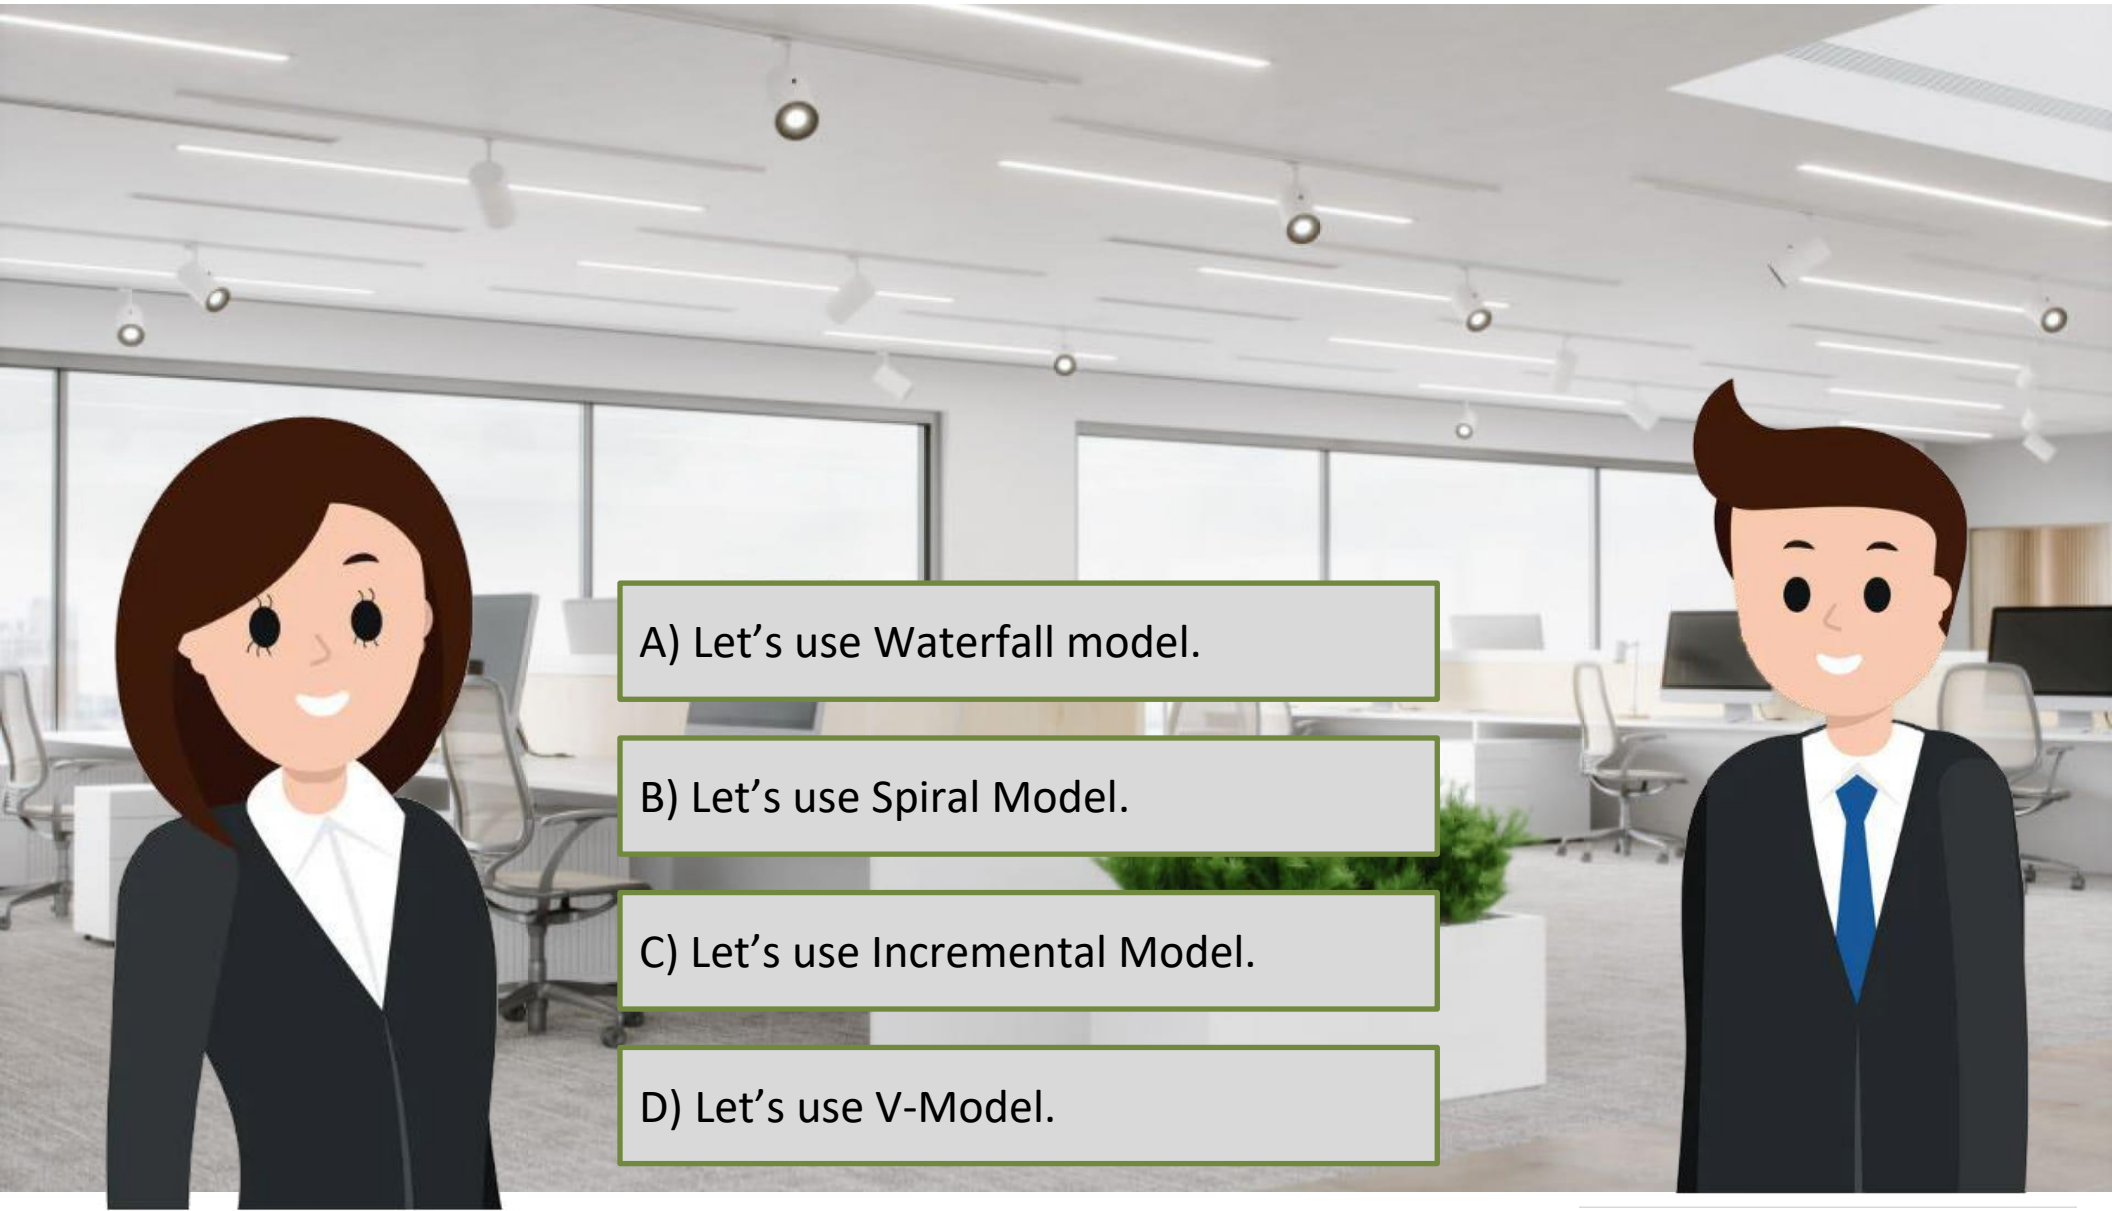 A) Let’s use Waterfall model.
B) Let’s use Spiral Model.
C) Let’s use Incremental Model.
D) Let’s use V-Model.